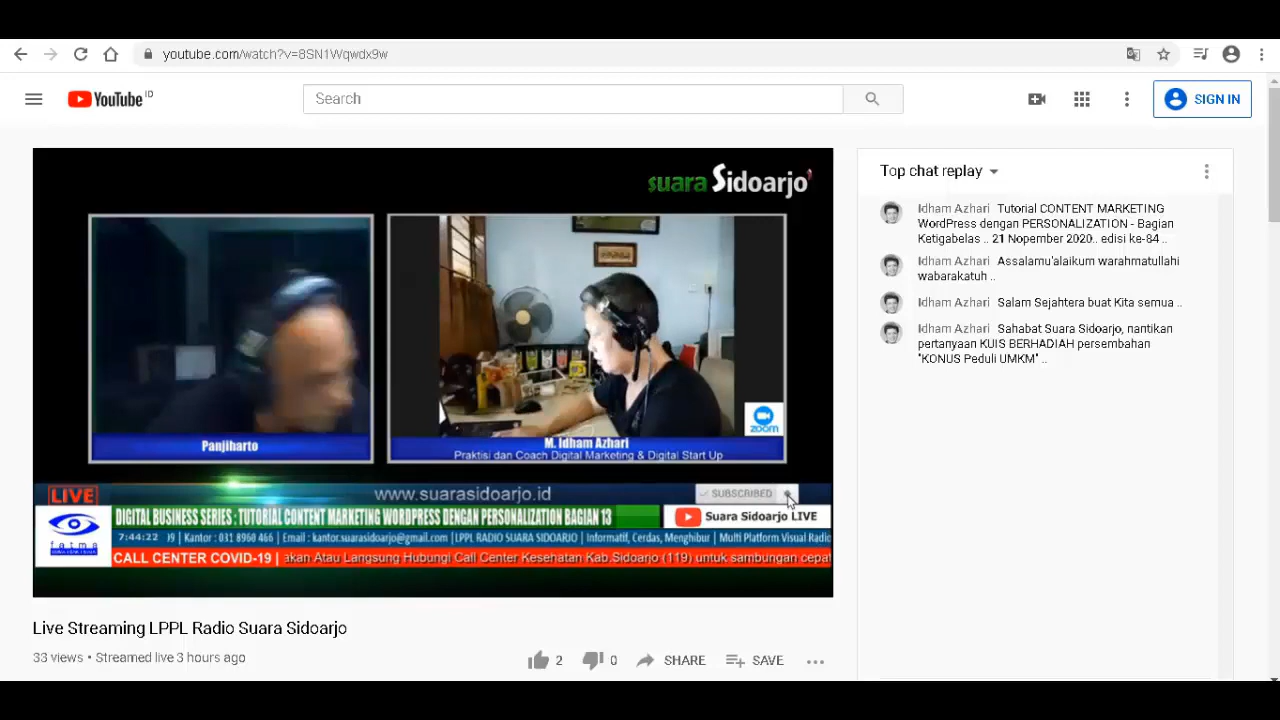 youtube.com/watch?v=8SN1Wqwdx9w
YouTube ID
Search
SIGN IN
suara Sidoarjo
Top chat replay
Idham Azhari Tutorial CONTENT MARKETING
WordPress dengan PERSONALIZATION - Bagian
Ketigabelas .. 21 Nopember 2020.. edisi ke-84 ..
Idham Azhari Assalamu'alaikum warahmatullahi
wabarakatuh ..
Idham Azhari Salam Sejahtera buat Kita semua ..
Idham Azhari Sahabat Suara Sidoarjo, nantikan
pertanyaan KUIS BERHADIAH persembahan
"KONUS Peduli UMKM" ..
zoom
Panjiharto
M. Idham Azhari
Praktisi dan Coach Digital Marketing & Digital Start Up
LIVE
www.suarasidoarjo.id
SUBSCRIBED
fatma
DIGITAL BUSINESS SERIES : TUTORIAL CONTENT MARKETING WORDPRESS DENGAN PERSONALIZATION BAGIAN 13
Suara Sidoarjo LIVE
7:44:22 J9 | Kantor : 031 8960 466 | Email : kantor.suarasidoarjo@gmail.com |LPPL RADIO SUARA SIDOARJO | Informatif, Cerdas, Menghibur | Multi Platform Visual Radio
CALL CENTER COVID-19 | akan Atau Langsung Hubungi Call Center Kesehatan Kab.Sidoarjo (119) untuk sambungan cepat
Live Streaming LPPL Radio Suara Sidoarjo
33 views • Streamed live 3 hours ago
2
0
SHARE
SAVE